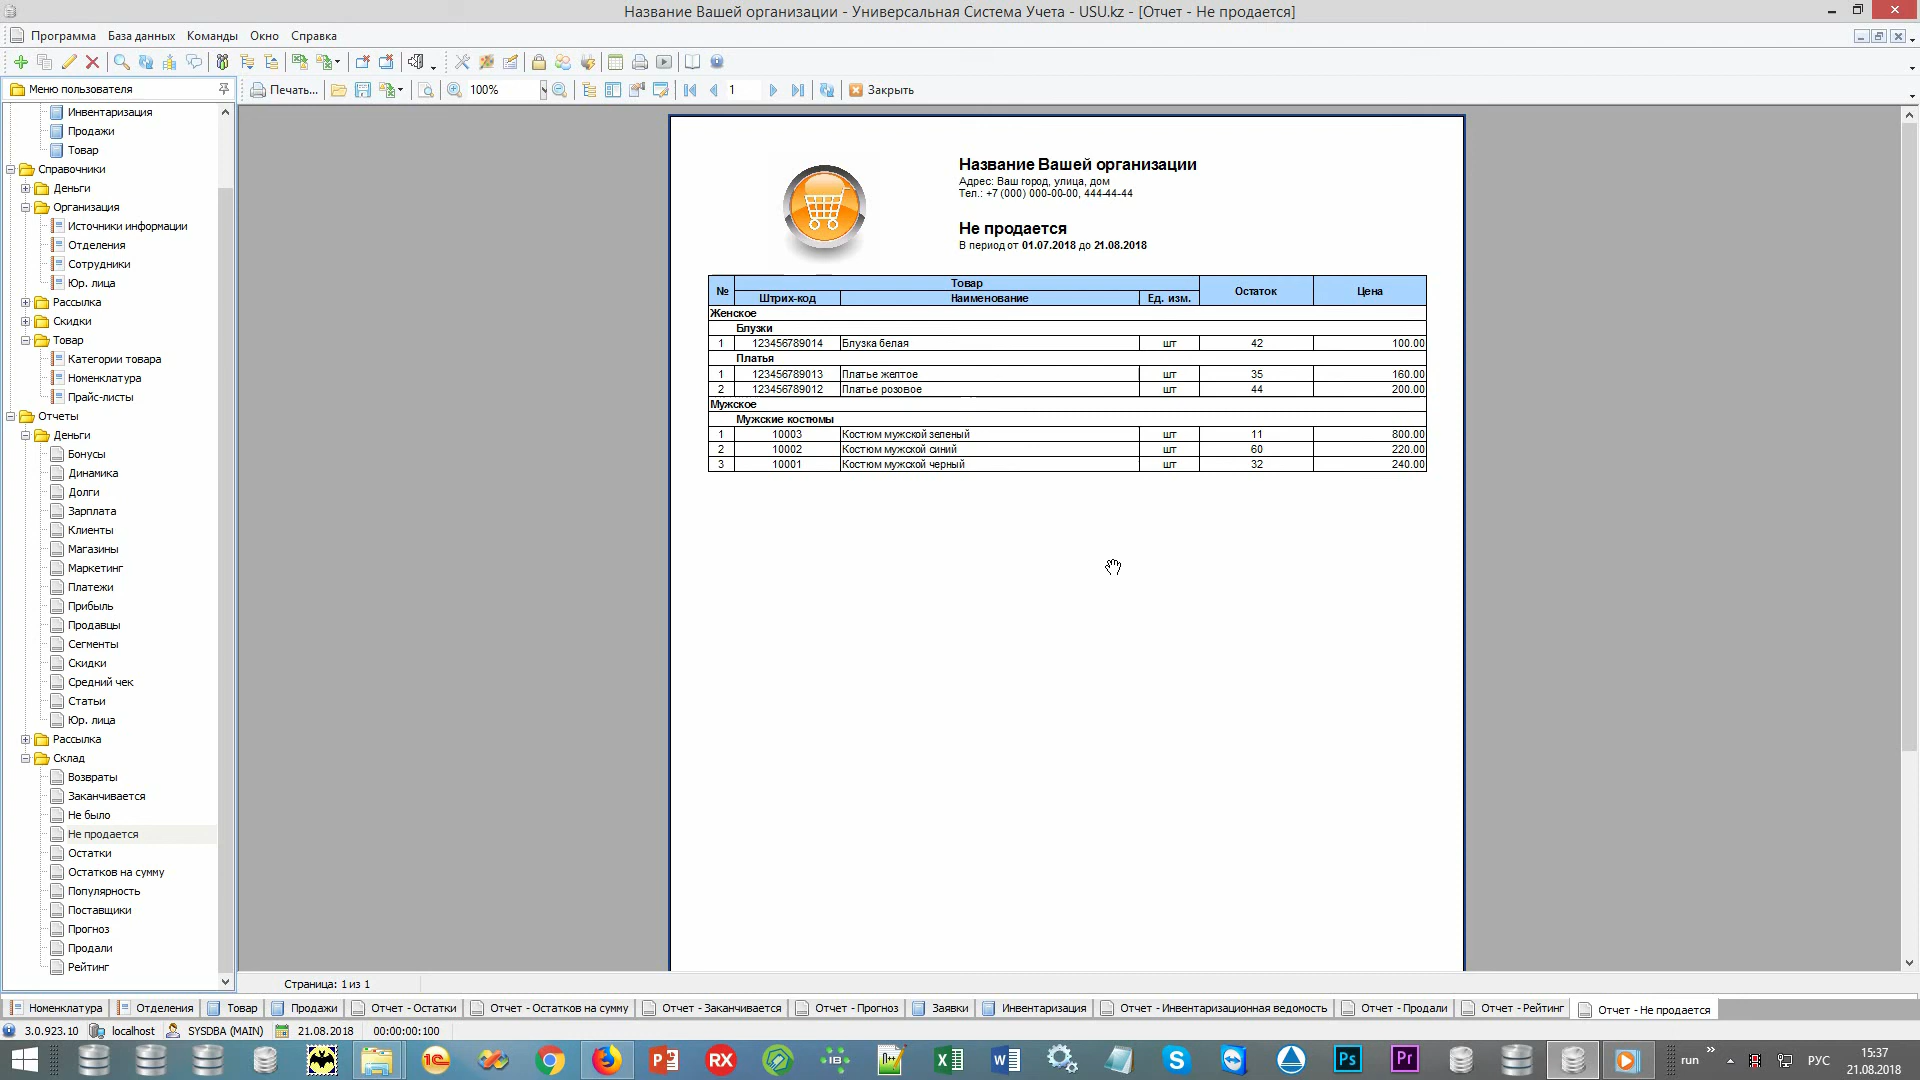 Название Вашей организации - Универсальная Система Учета - USU.kz - [Отчет - Не продается]
Программа База данных Команды Окно Справка
Меню пользователя
Печать... 100% 1 Закрыть
Инвентаризация
Продажи
Товар
Справочники
Деньги
Организация
Источники информации
Отделения
Сотрудники
Юр. лица
Рассылка
Скидки
Товар
Категории товара
Номенклатура
Прайс-листы
Отчеты
Деньги
Бонусы
Динамика
Долги
Зарплата
Клиенты
Магазины
Маркетинг
Платежи
Прибыль
Продавцы
Сегменты
Скидки
Средний чек
Статьи
Юр. лица
Рассылка
Склад
Возвраты
Заканчивается
Не было
Не продается
Остатки
Остатков на сумму
Популярность
Поставщики
Прогноз
Продали
Рейтинг
Название Вашей организации
Адрес: Ваш город, улица, дом
Тел.: +7 (000) 000-00-00, 444-44-44
Не продается
В период от 01.07.2018 до 21.08.2018
№ Товар Остаток Цена
Штрих-код Наименование Ед. изм.
Женское
Блузки
1 123456789014 Блузка белая шт 42 100.00
Платья
1 123456789013 Платье желтое шт 35 160.00
2 123456789012 Платье розовое шт 44 200.00
Мужское
Мужские костюмы
1 10003 Костюм мужской зеленый шт 11 800.00
2 10002 Костюм мужской синий шт 60 220.00
3 10001 Костюм мужской черный шт 32 240.00
Страница: 1 из 1
Номенклатура Отделения Товар Продажи Отчет - Остатки Отчет - Остатков на сумму Отчет - Заканчивается Отчет - Прогноз Заявки Инвентаризация Отчет - Инвентаризационная ведомость Отчет - Продали Отчет - Рейтинг Отчет - Не продается
3.0.923.10 localhost SYSDBA (MAIN) 21.08.2018 00:00:00:100
1С RX IB Ps Pr run » РУС 15:37
21.08.2018